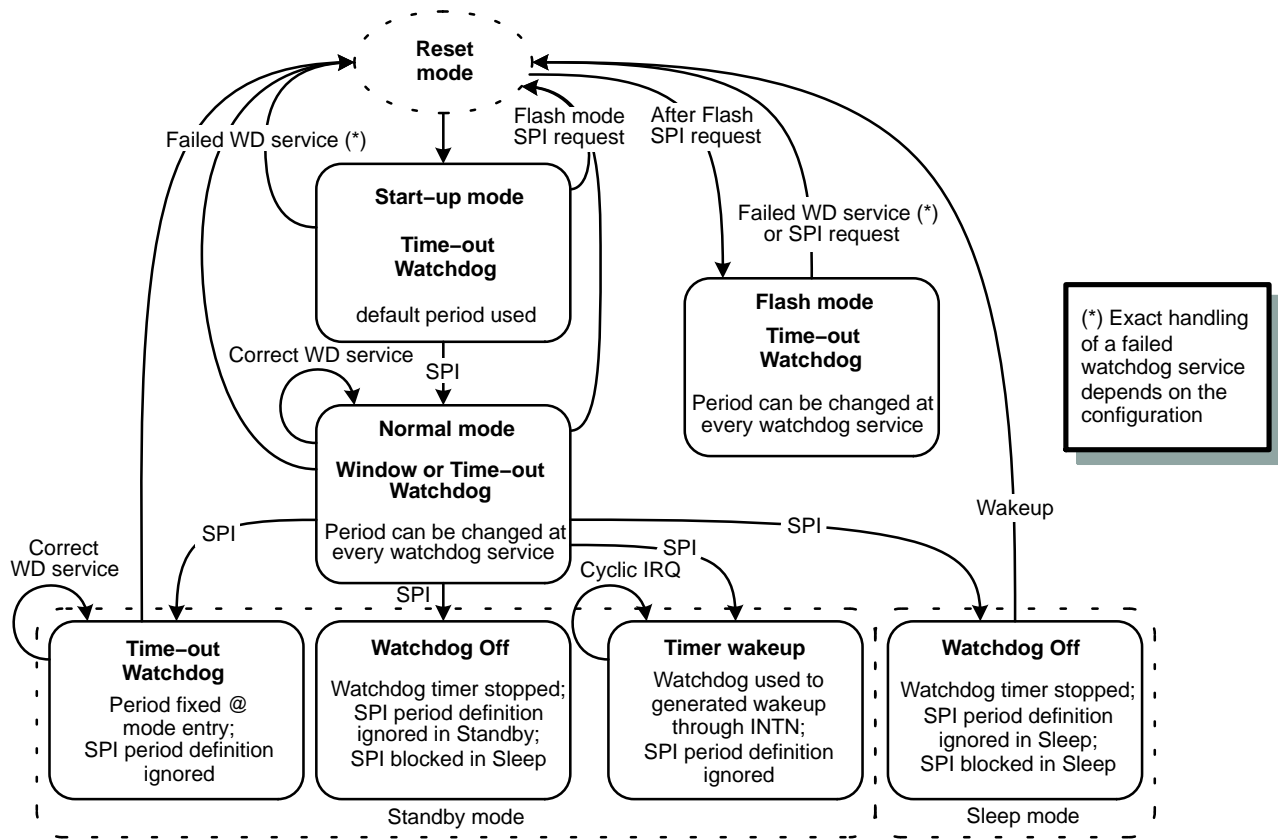 Reset
mode
Failed WD service (*)
Flash mode
SPI request
After Flash
SPI request
Start−up mode
Time−out
Watchdog
default period used
Failed WD service (*)
or SPI request
Flash mode
Time−out
Watchdog
Period can be changed at
every watchdog service
(*) Exact handling
of a failed
watchdog service
depends on the
configuration
Correct WD service
SPI
Normal mode
Window or Time−out
Watchdog
Period can be changed at
every watchdog service
Wakeup
SPI
SPI
SPI
SPI
Correct
WD service
Cyclic IRQ
Time−out
Watchdog
Period fixed @
mode entry;
SPI period definition
ignored
Watchdog Off
Watchdog timer stopped;
SPI period definition
ignored in Standby;
SPI blocked in Sleep
Timer wakeup
Watchdog used to
generated wakeup
through INTN;
SPI period definition
ignored
Watchdog Off
Watchdog timer stopped;
SPI period definition
ignored in Sleep;
SPI blocked in Sleep
Standby mode
Sleep mode